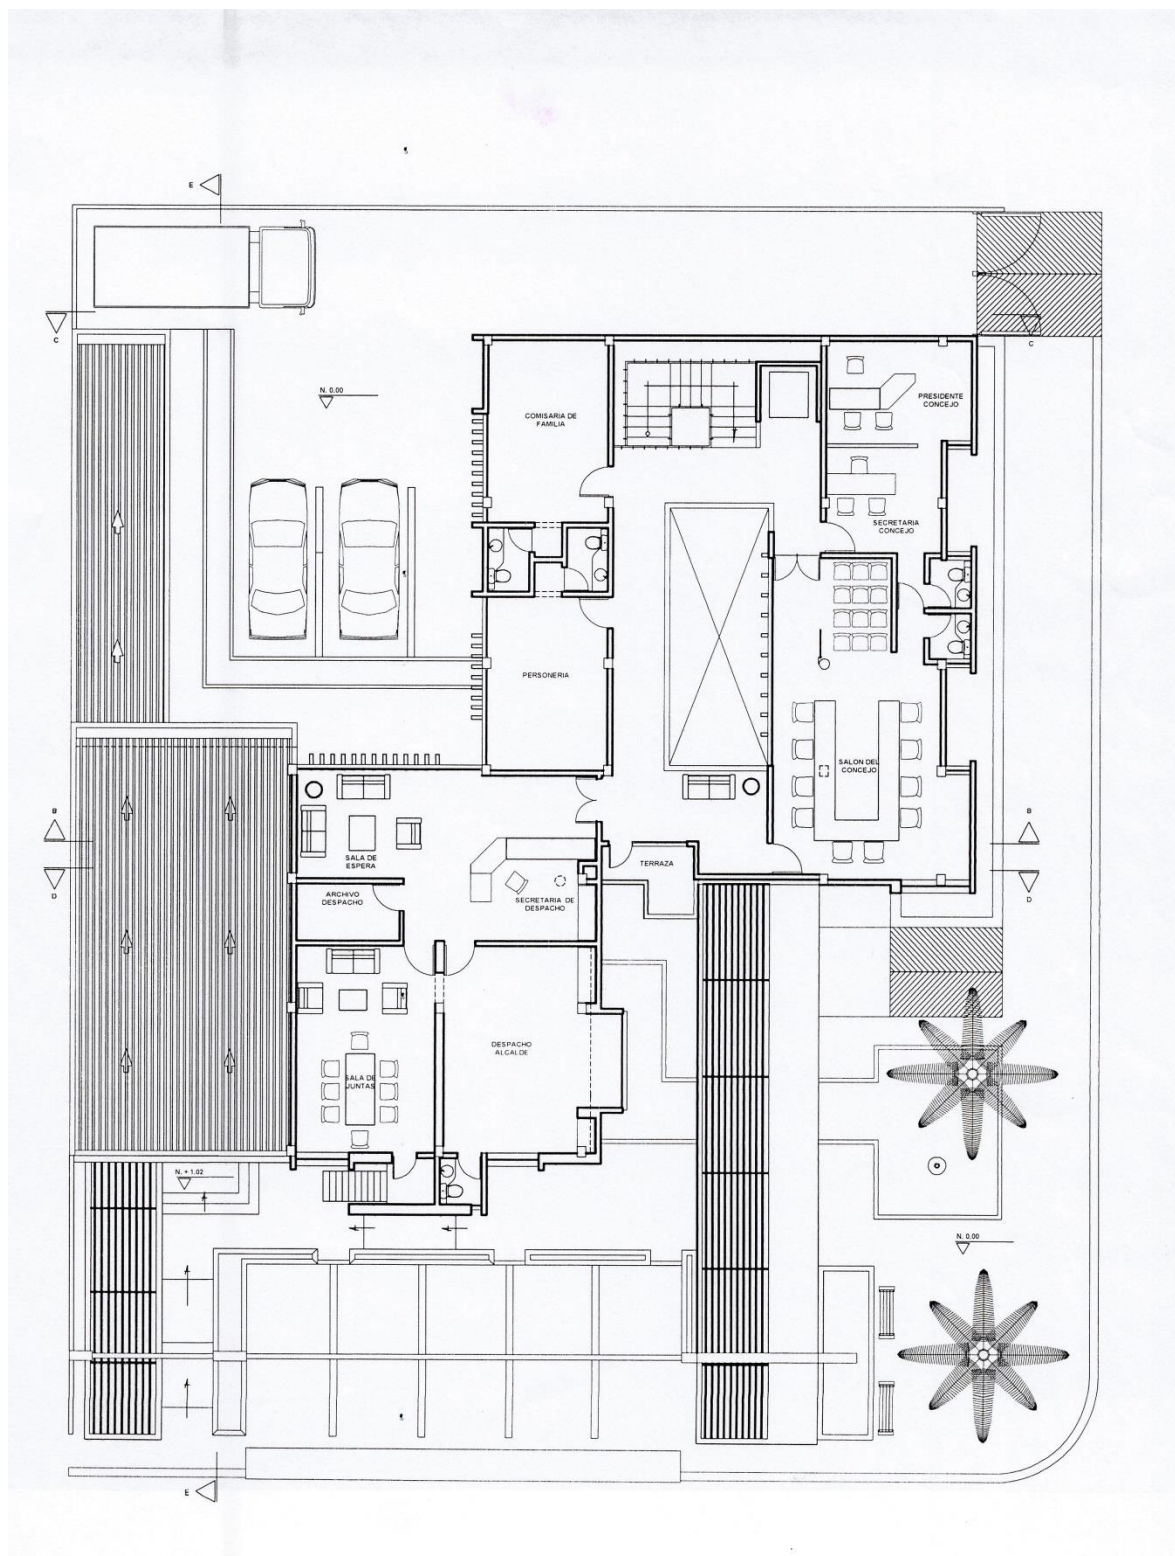 E
C
C
N. 0,00
COMISARIA DE
FAMILIA
PRESIDENTE
CONCEJO
SECRETARIA
CONCEJO
PERSONERIA
SALON DEL
CONCEJO
B
D
B
D
SALA DE
ESPERA
TERRAZA
ARCHIVO
DESPACHO
SECRETARIA DE
DESPACHO
DESPACHO
ALCALDE
SALA DE
JUNTAS
N. + 1.02
N. 0,00
E